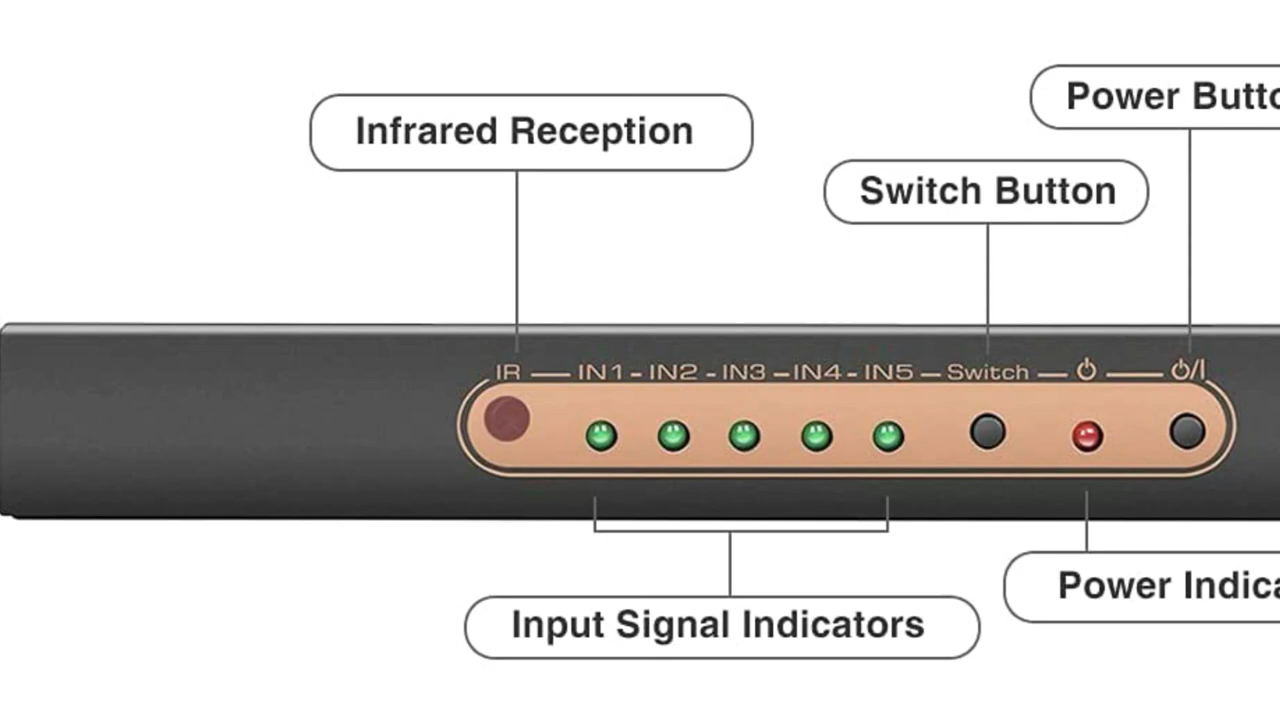 Power Butto
Infrared Reception
Switch Button
IR IN1 - IN2 - IN3 - IN4 - IN5 - Switch ⏻ ⏻/I
Power Indica
Input Signal Indicators